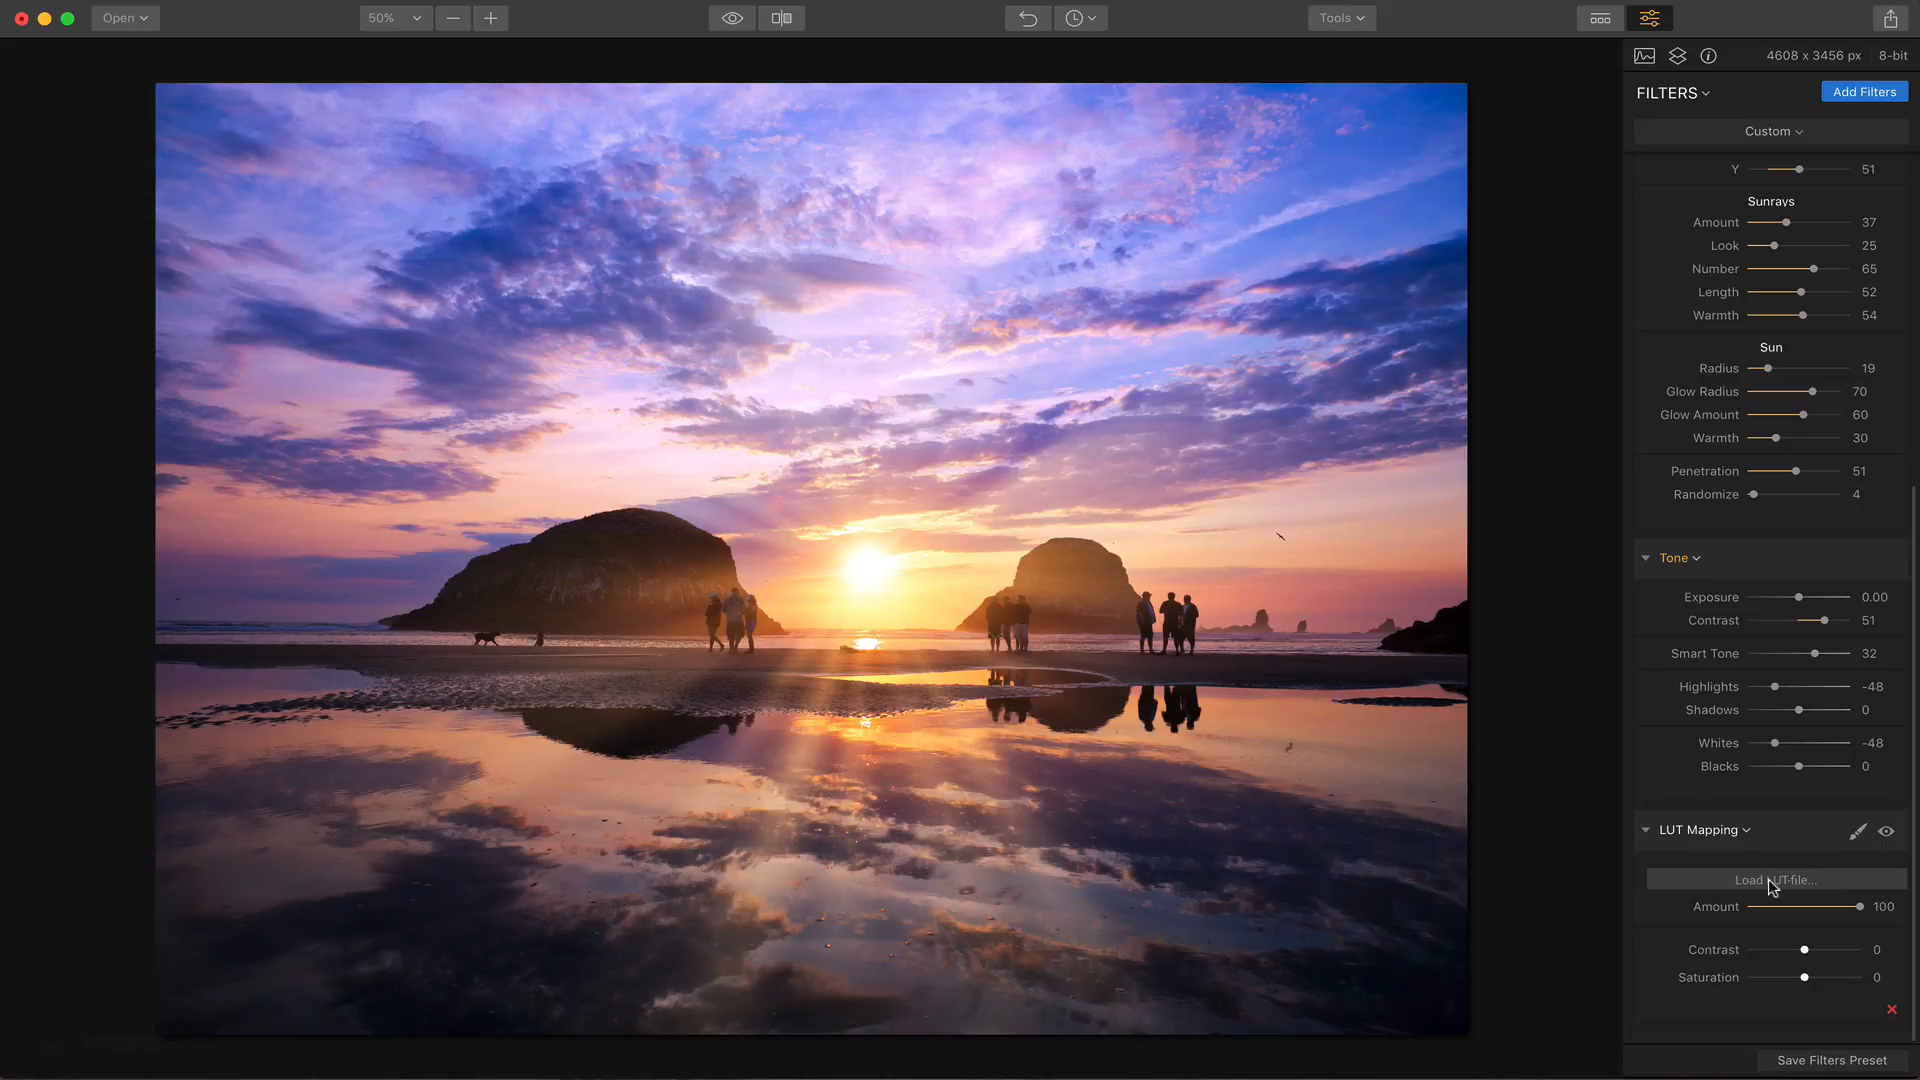 Open
50%
Tools
4608 x 3456 px 8-bit
FILTERS
Add Filters
Custom
Y 51
Sunrays
Amount 37
Look 25
Number 65
Length 52
Warmth 54
Sun
Radius 19
Glow Radius 70
Glow Amount 60
Warmth 30
Penetration 51
Randomize 4
Tone
Exposure 0.00
Contrast 51
Smart Tone 32
Highlights -48
Shadows 0
Whites -48
Blacks 0
LUT Mapping
Load LUT-file...
Amount 100
Contrast 0
Saturation 0
Save Filters Preset